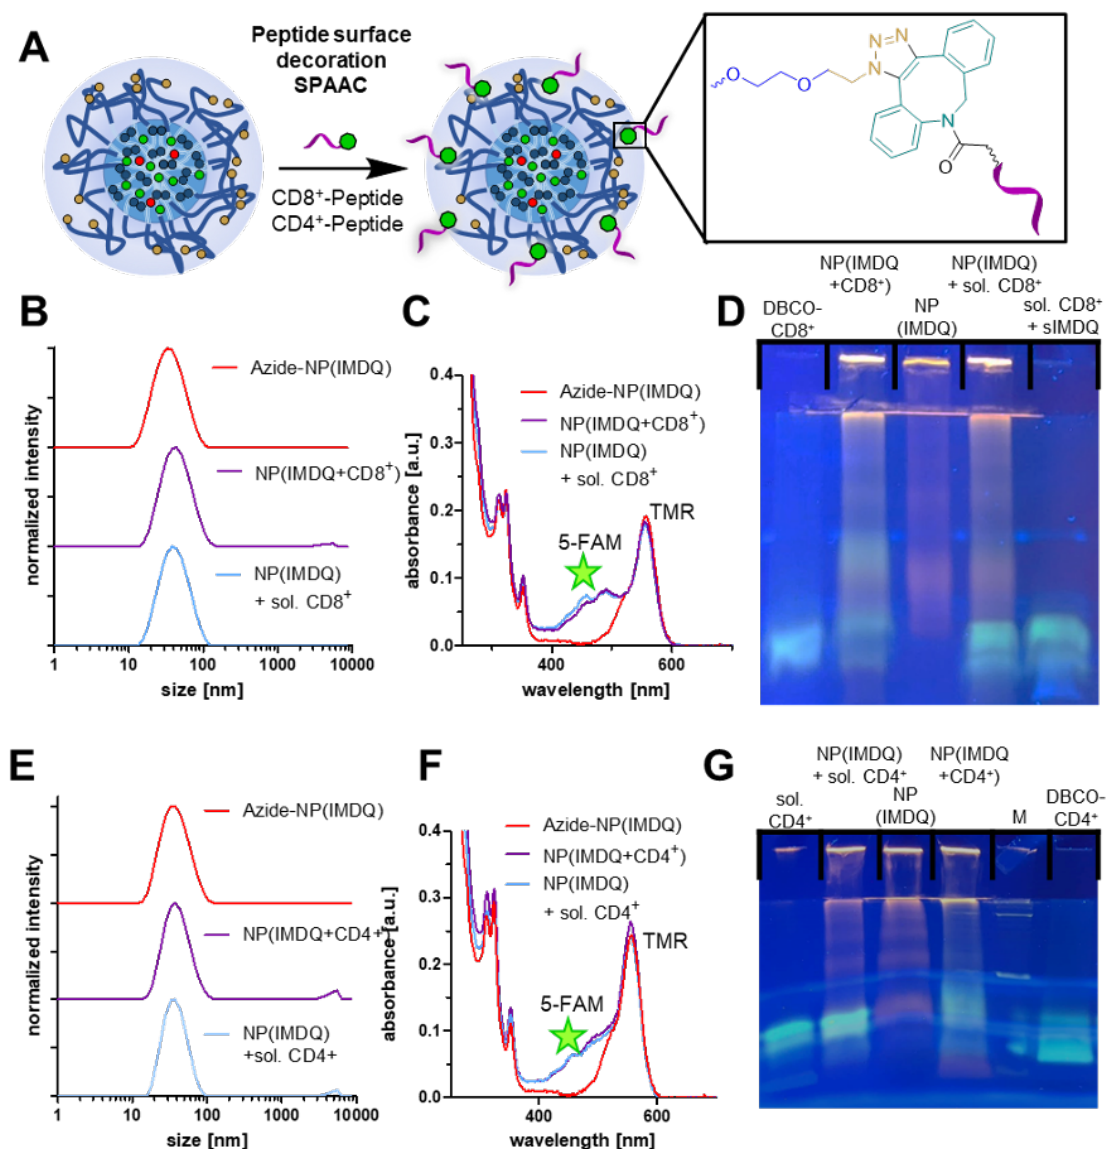 A
Peptide surface
decoration
SPAAC
CD8⁺-Peptide
CD4⁺-Peptide
N
N=N
N
O
O
N
O
B
normalized intensity
Azide-NP(IMDQ)
NP(IMDQ+CD8⁺)
NP(IMDQ)
+ sol. CD8⁺
1 10 100 1000 10000
size [nm]
C
absorbance [a.u.]
0.4
0.3
0.2
0.1
0.0
Azide-NP(IMDQ)
NP(IMDQ+CD8⁺)
NP(IMDQ)
+ sol. CD8⁺
TMR
5-FAM
400 600
wavelength [nm]
D
DBCO-
CD8⁺
NP(IMDQ
+CD8⁺)
NP
(IMDQ)
NP(IMDQ)
+ sol. CD8⁺
sol. CD8⁺
+ sIMDQ
E
normalized intensity
Azide-NP(IMDQ)
NP(IMDQ+CD4+)
NP(IMDQ)
+sol. CD4+
1 10 100 1000 10000
size [nm]
F
absorbance [a.u.]
0.4
0.3
0.2
0.1
0.0
Azide-NP(IMDQ)
NP(IMDQ+CD4⁺)
NP(IMDQ)
+ sol. CD4⁺
TMR
5-FAM
400 600
wavelength [nm]
G
sol.
CD4⁺
NP(IMDQ)
+ sol. CD4⁺
NP
(IMDQ)
NP(IMDQ
+CD4⁺)
M
DBCO-
CD4⁺